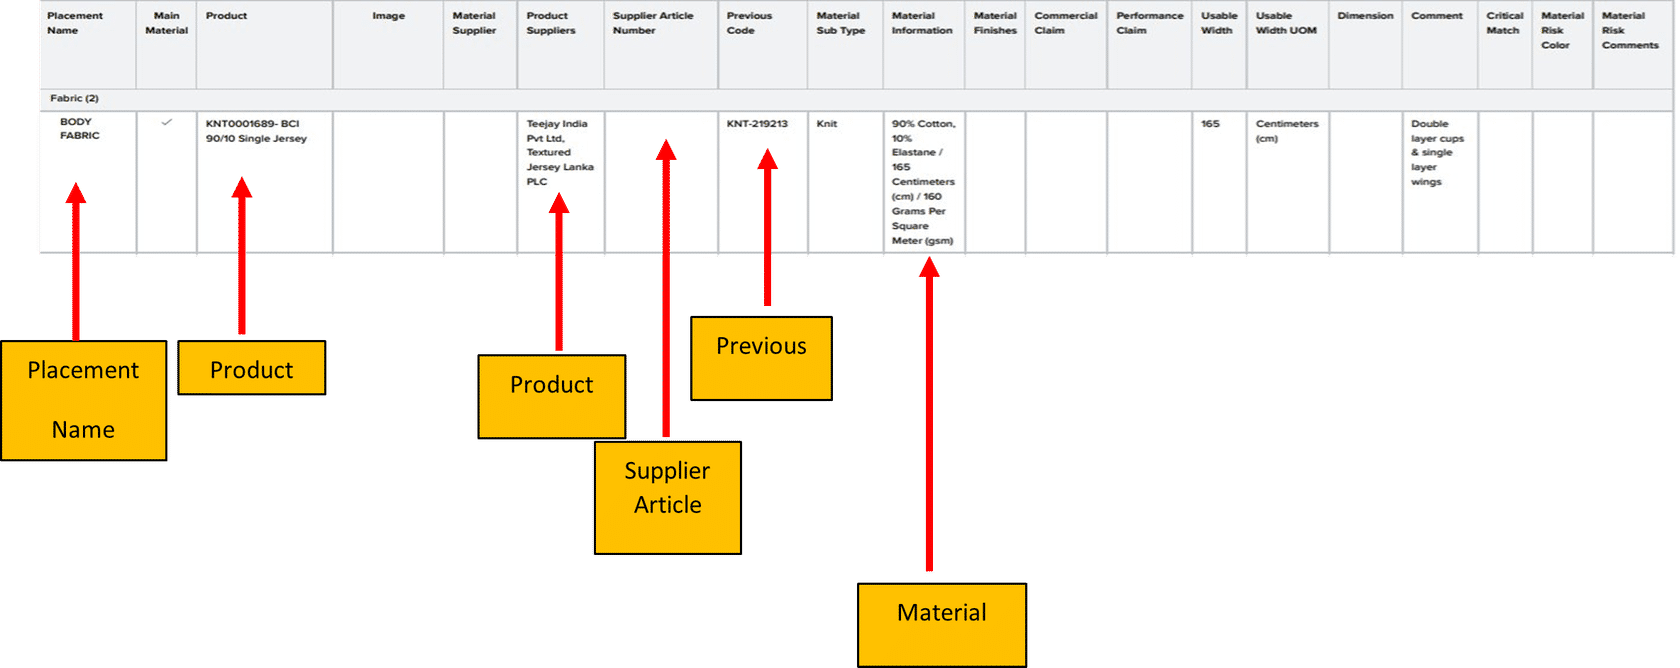 Placement Name
Main Material
Product
Image
Material Supplier
Product Suppliers
Supplier Article Number
Previous Code
Material Sub Type
Material Information
Material Finishes
Commercial Claim
Performance Claim
Usable Width
Usable Width UOM
Dimension
Comment
Critical Match
Material Risk Color
Material Risk Comments
Fabric (2)
BODY
FABRIC
✓
KNT0001689- BCI
90/10 Single Jersey
Teejay India
Pvt Ltd,
Textured
Jersey Lanka
PLC
KNT-219213
Knit
90% Cotton,
10%
Elastane /
165
Centimeters
(cm) / 160
Grams Per
Square
Meter (gsm)
165
Centimeters
(cm)
Double
layer cups
& single
layer
wings
Placement
Name
Product
Product
Supplier
Article
Previous
Material